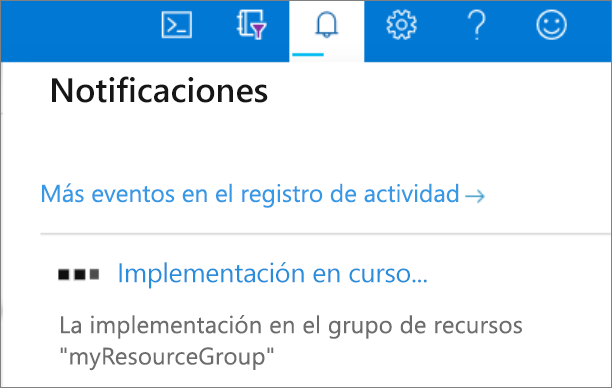 Notificaciones
Más eventos en el registro de actividad →
Implementación en curso...
La implementación en el grupo de recursos
"myResourceGroup"